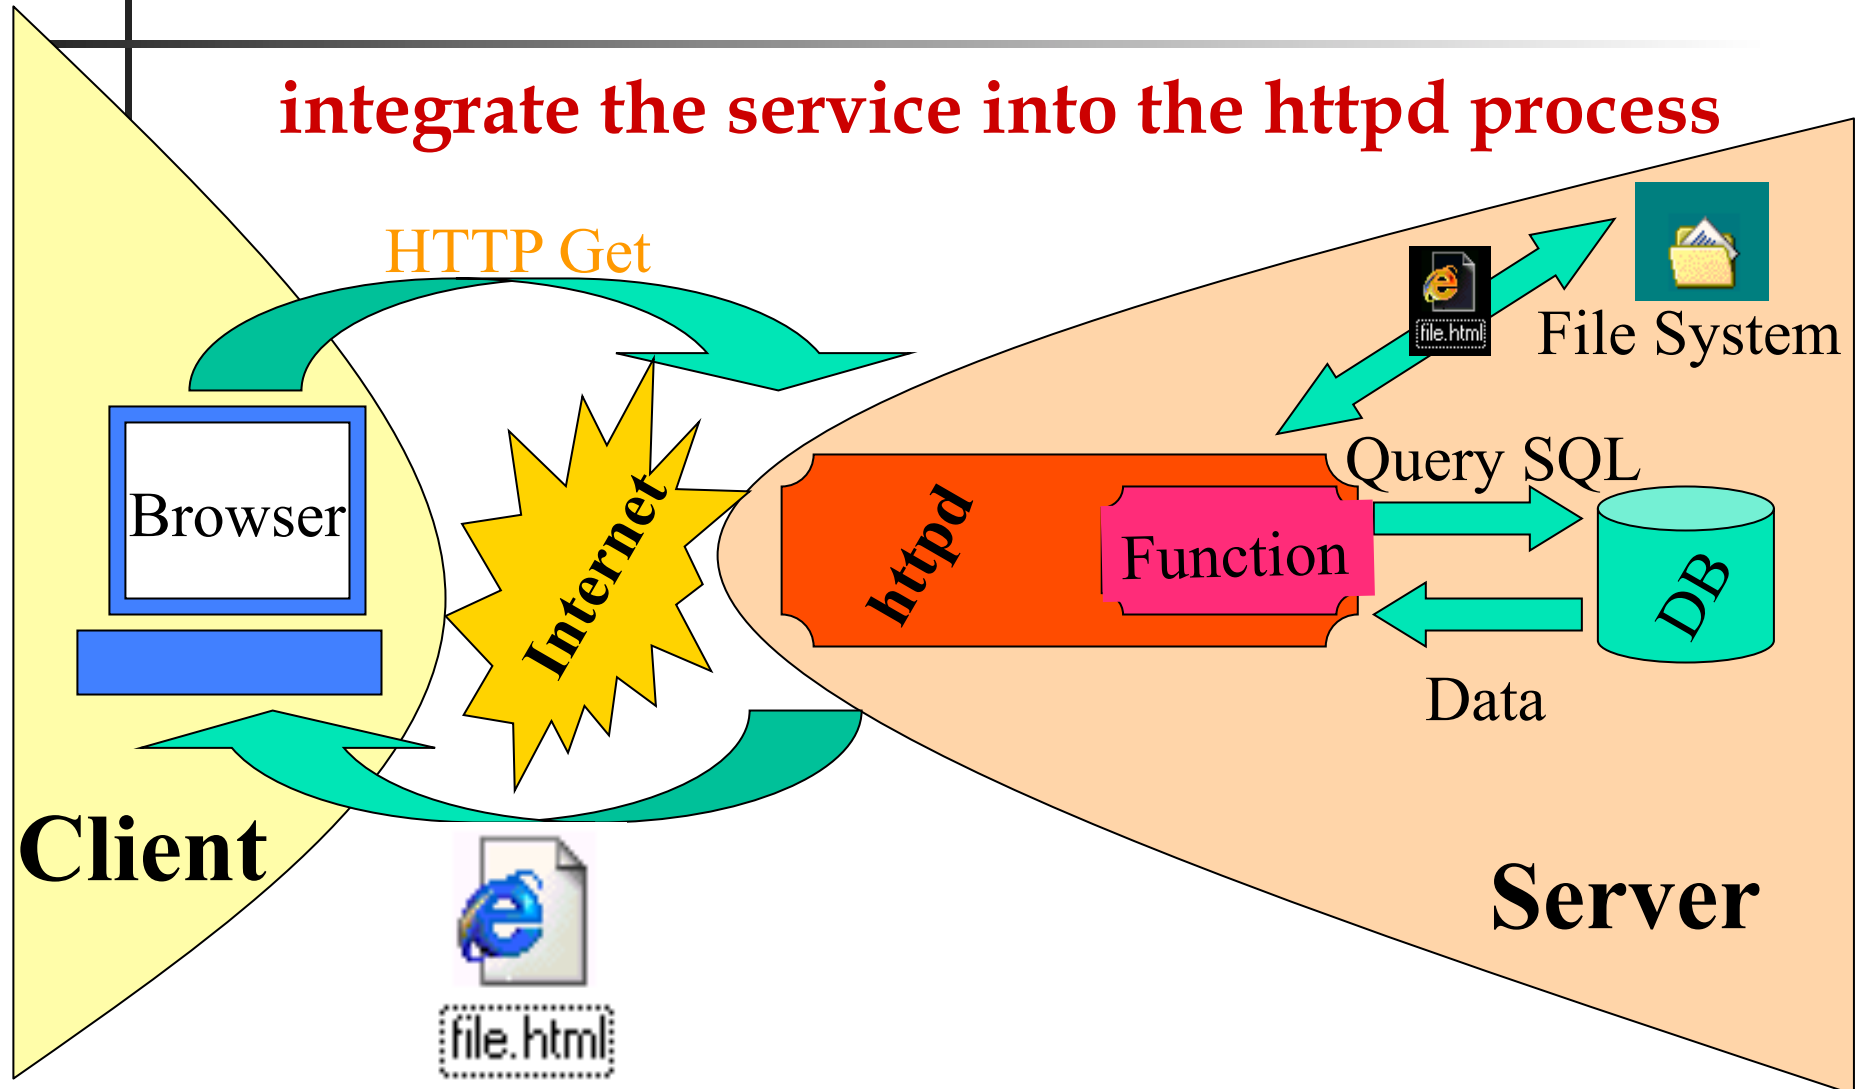 integrate the service into the httpd process
HTTP Get
file.html
File System
Query SQL
Browser
Internet
httpd
Function
DB
Data
Client
Server
file.html